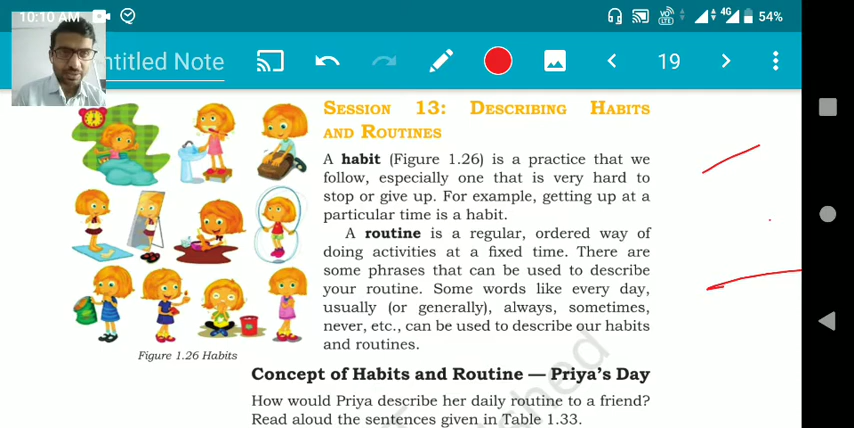 10:10 AM
4G 54%
ntitled Note
19
SESSION 13: DESCRIBING HABITS
AND ROUTINES
A habit (Figure 1.26) is a practice that we
follow, especially one that is very hard to
stop or give up. For example, getting up at a
particular time is a habit.
A routine is a regular, ordered way of
doing activities at a fixed time. There are
some phrases that can be used to describe
your routine. Some words like every day,
usually (or generally), always, sometimes,
never, etc., can be used to describe our habits
and routines.
Figure 1.26 Habits
Concept of Habits and Routine — Priya's Day
How would Priya describe her daily routine to a friend?
Read aloud the sentences given in Table 1.33.